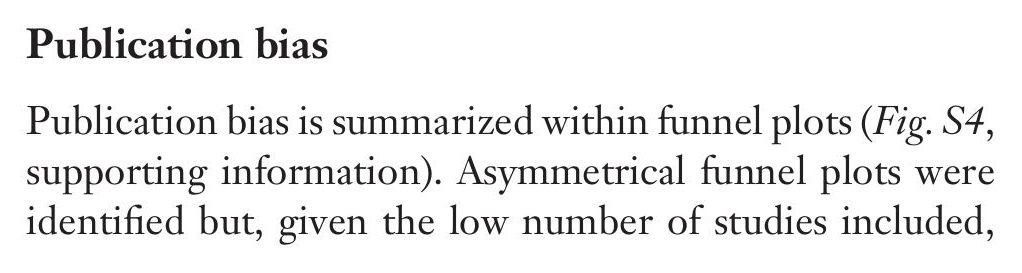 Publication bias
Publication bias is summarized within funnel plots (Fig. S4,
supporting information). Asymmetrical funnel plots were
identified but, given the low number of studies included,